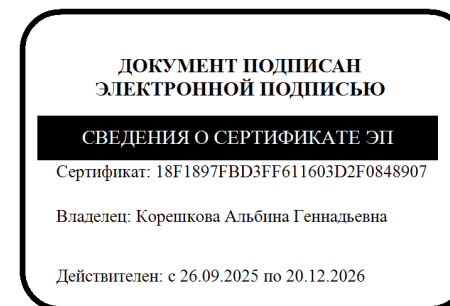 ДОКУМЕНТ ПОДПИСАН
ЭЛЕКТРОННОЙ ПОДПИСЬЮ
СВЕДЕНИЯ О СЕРТИФИКАТЕ ЭП
Сертификат: 18F1897FBD3FF611603D2F0848907
Владелец: Корешкова Альбина Геннадьевна
Действителен: с 26.09.2025 по 20.12.2026